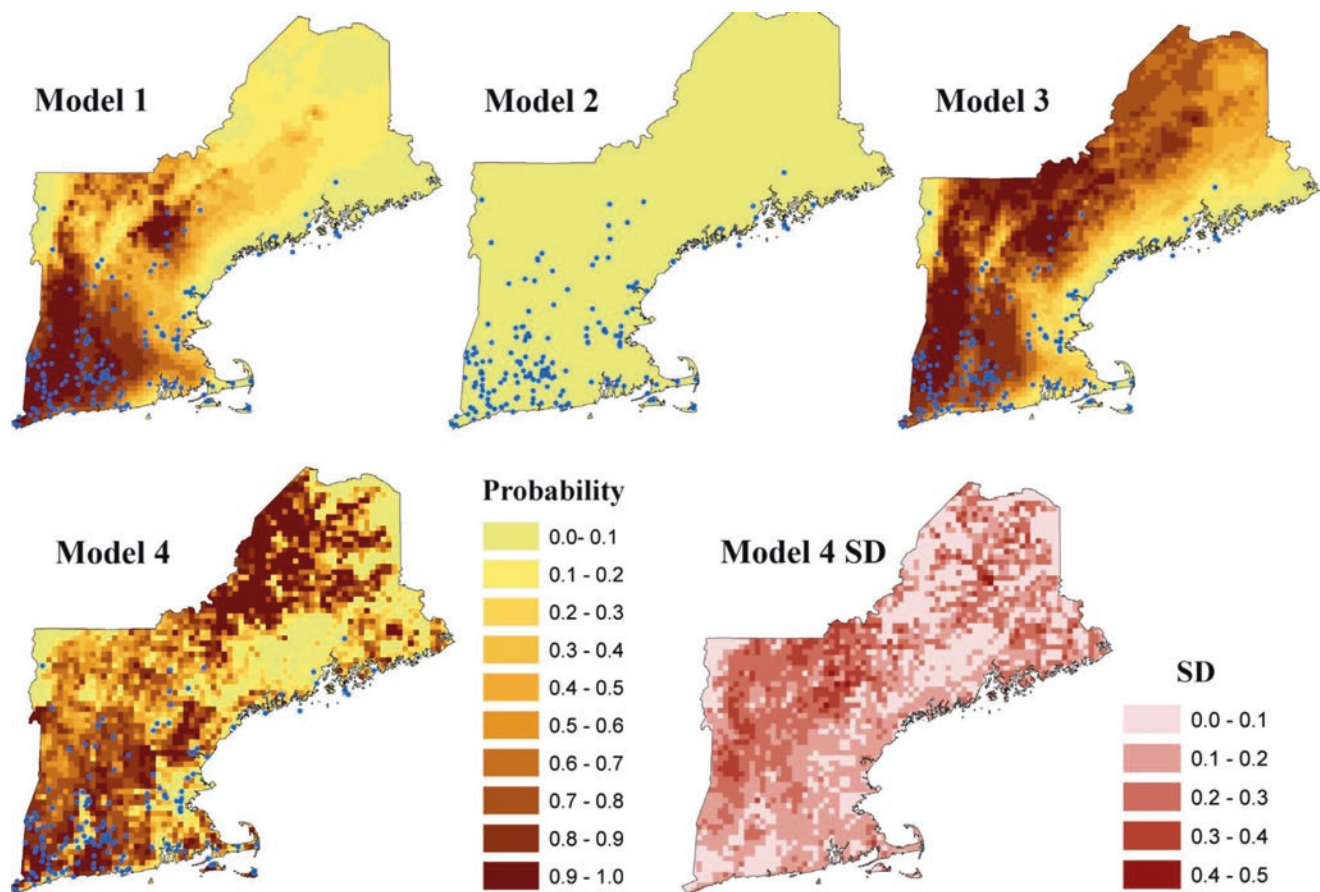 Model 1
Model 2
Model 3
Model 4
Probability
0.0- 0.1
0.1 - 0.2
0.2 - 0.3
0.3 - 0.4
0.4 - 0.5
0.5 - 0.6
0.6 - 0.7
0.7 - 0.8
0.8 - 0.9
0.9 - 1.0
Model 4 SD
SD
0.0 - 0.1
0.1 - 0.2
0.2 - 0.3
0.3 - 0.4
0.4 - 0.5